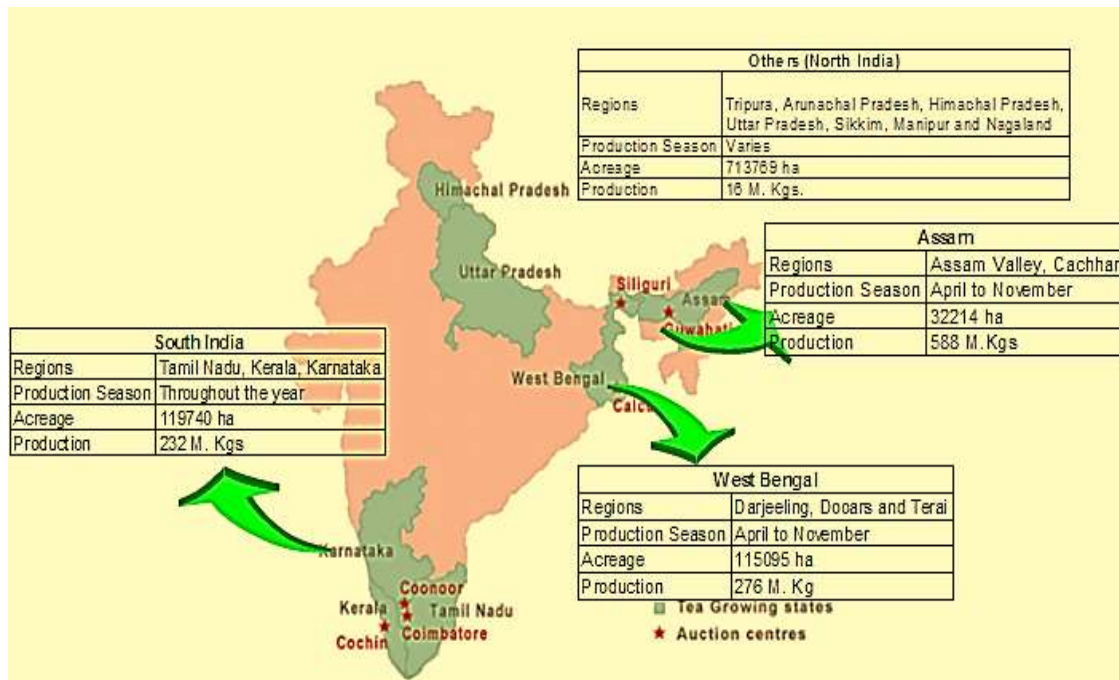 Others (North India)
Regions
Tripura, Arunachal Pradesh, Himachal Pradesh,
Uttar Pradesh, Sikkim, Manipur and Nagaland
Production Season Varies
Acreage 713769 ha
Production 16 M. Kgs.
Himachal Pradesh
Uttar Pradesh
Assam
Regions Assam Valley, Cachhar
Production Season April to November
Acreage 32214 ha
Production 588 M.Kgs
Siliguri
Assam
Guwahati
South India
Regions Tamil Nadu, Kerala, Karnataka
Production Season Throughout the year
Acreage 119740 ha
Production 232 M. Kgs
West Bengal
West Bengal
Regions Darjeeling, Dooars and Terai
Production Season April to November
Acreage 115095 ha
Production 276 M. Kg
Karnataka
Coonoor
Kerala
Tamil Nadu
Coimbatore
Cochin
Tea Growing states
Auction centres